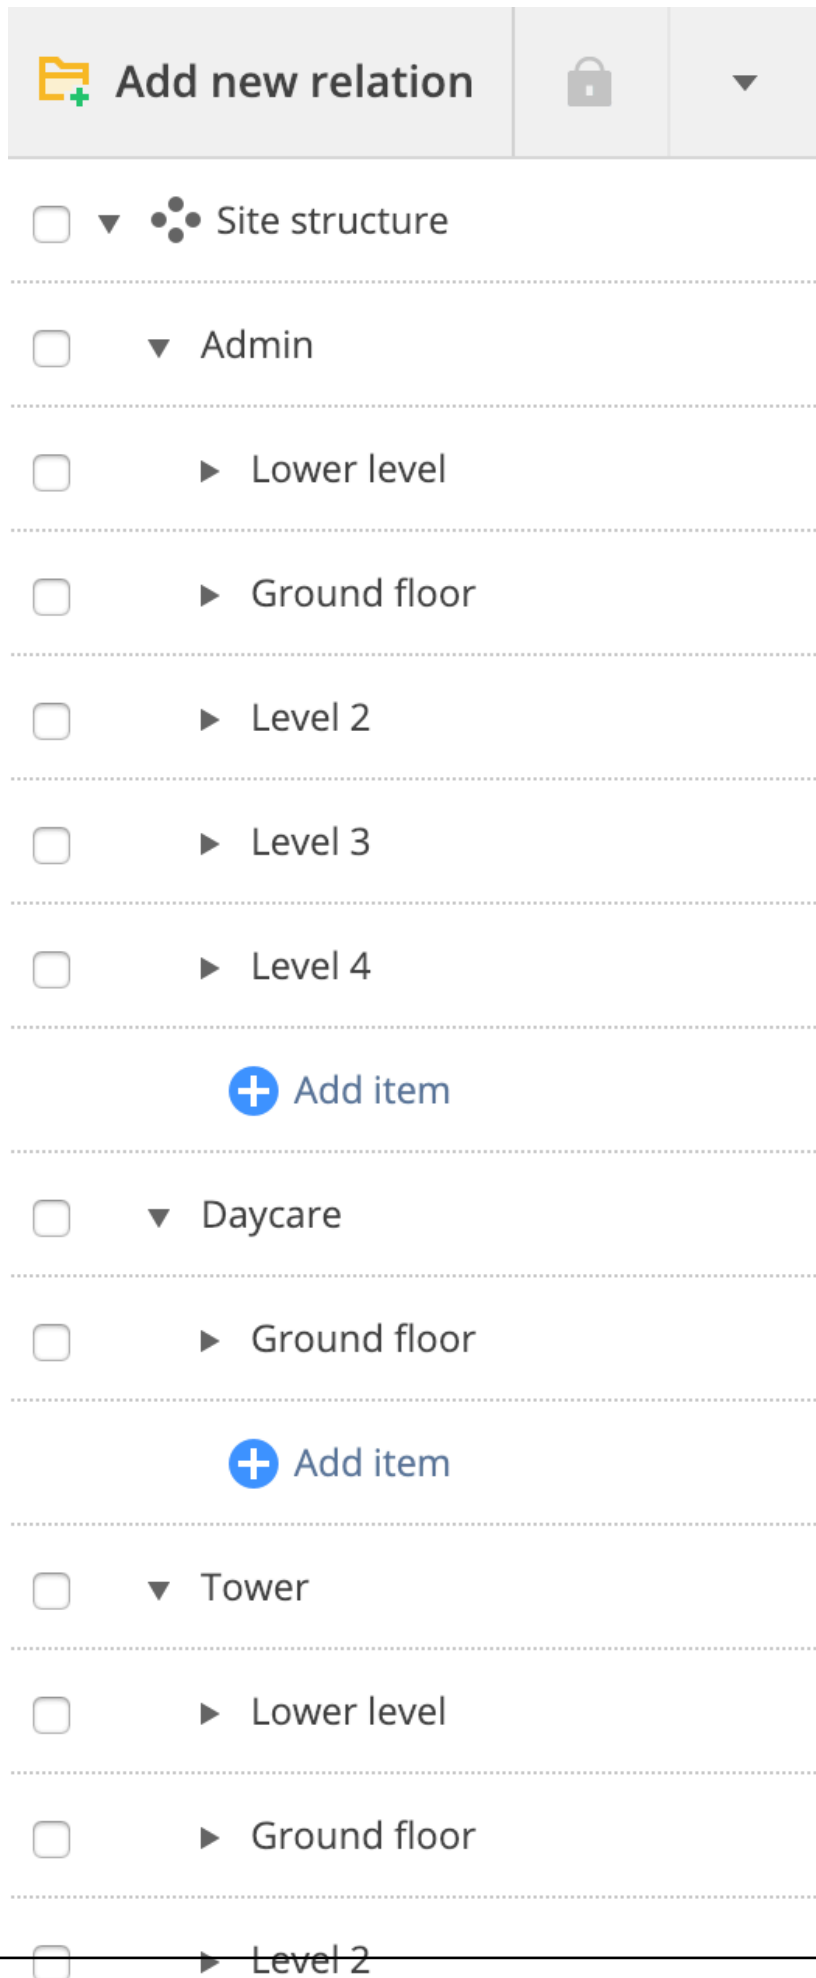 Add new relation
Site structure
Admin
Lower level
Ground floor
Level 2
Level 3
Level 4
Add item
Daycare
Ground floor
Add item
Tower
Lower level
Ground floor
Level 2